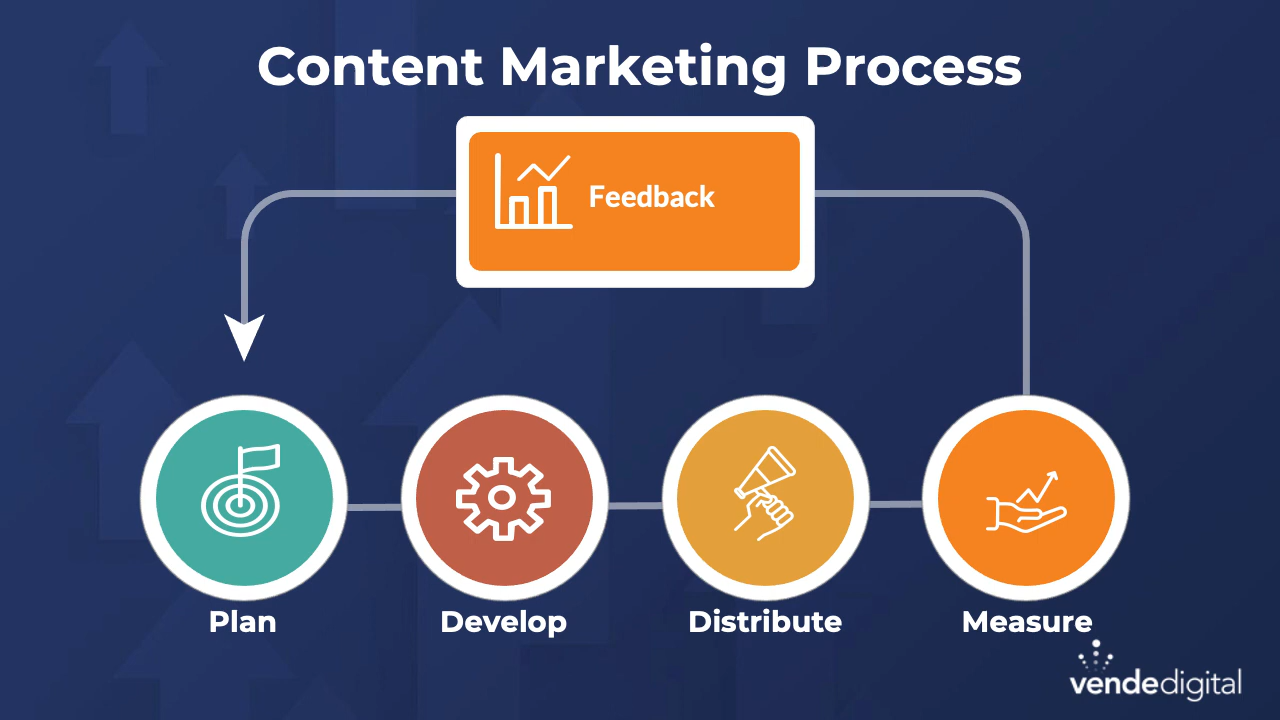 Content Marketing Process
Feedback
Plan
Develop
Distribute
Measure
vendedigital